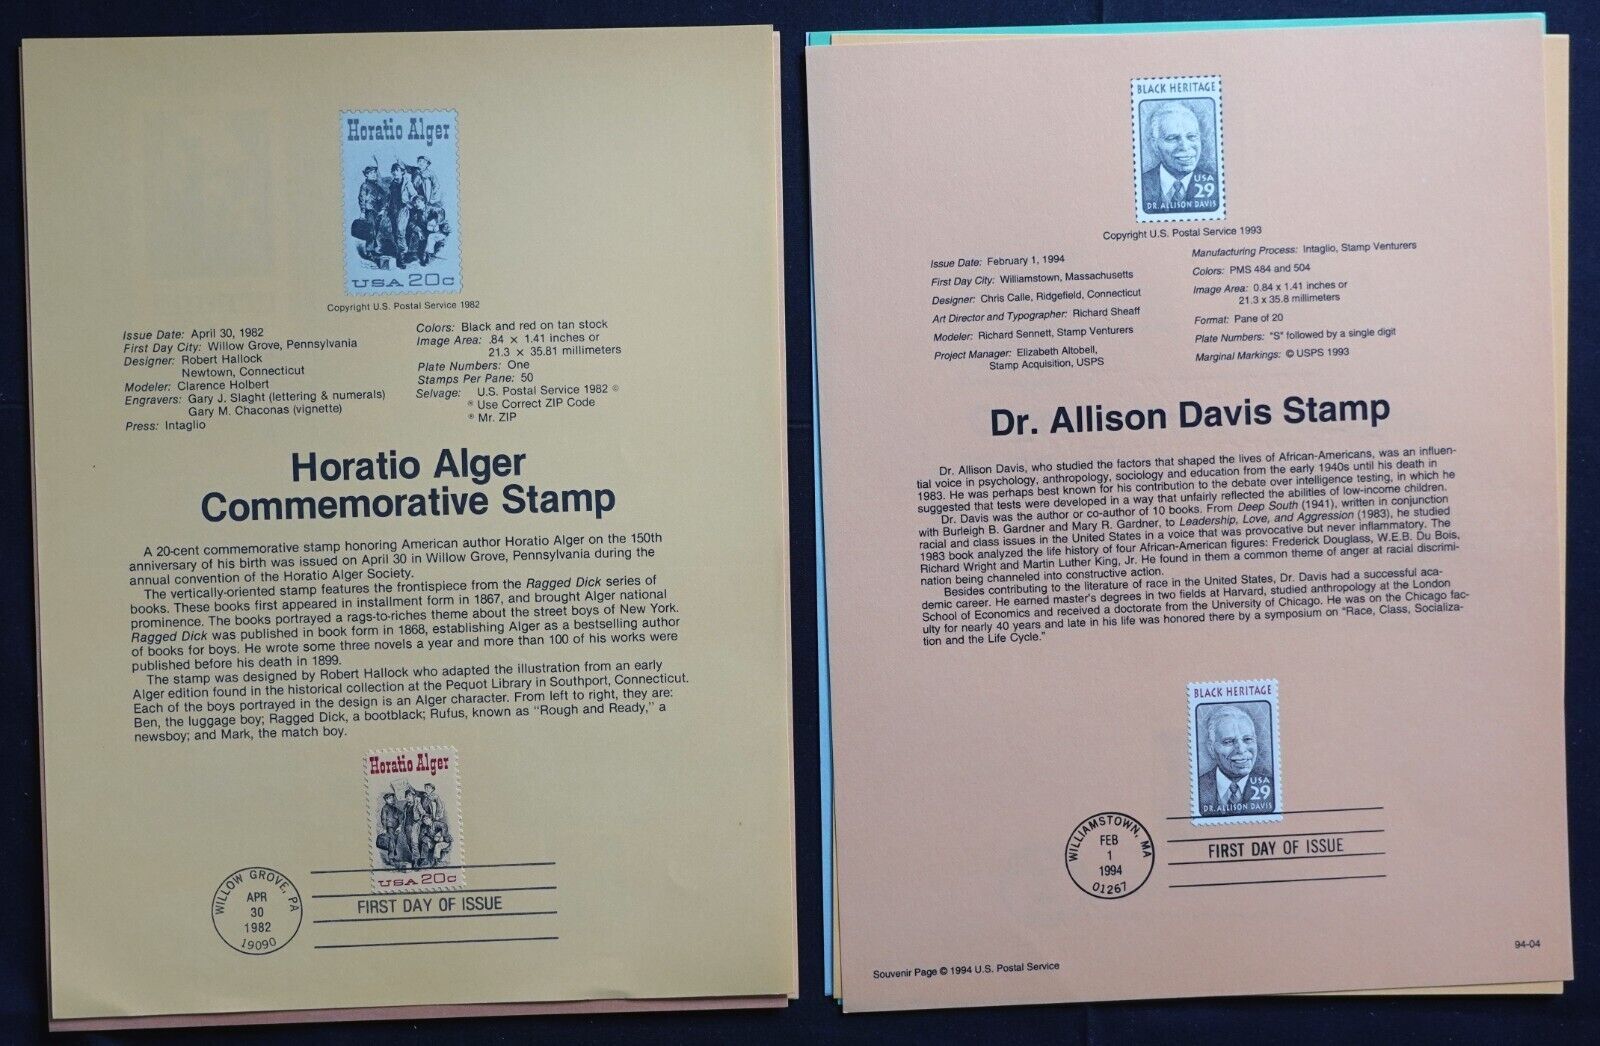 Horatio Alger
USA 20c
Copyright U.S. Postal Service 1982
Issue Date: April 30, 1982
First Day City: Willow Grove, Pennsylvania
Designer: Robert Hallock
Newtown, Connecticut
Modeler: Clarence Holbert
Engravers: Gary J. Slaght (lettering & numerals)
Gary M. Chaconas (vignette)
Press: Intaglio
Colors: Black and red on tan stock
Image Area: .84 × 1.41 inches or
21.3 × 35.81 millimeters
Plate Numbers: One
Stamps Per Pane: 50
Selvage: U.S. Postal Service 1982 ©
® Use Correct ZIP Code
® Mr. ZIP
Horatio Alger
Commemorative Stamp
A 20-cent commemorative stamp honoring American author Horatio Alger on the 150th
anniversary of his birth was issued on April 30 in Willow Grove, Pennsylvania during the
annual convention of the Horatio Alger Society.
The vertically-oriented stamp features the frontispiece from the Ragged Dick series of
books. These books first appeared in installment form in 1867, and brought Alger national
prominence. The books portrayed a rags-to-riches theme about the street boys of New York.
Ragged Dick was published in book form in 1868, establishing Alger as a bestselling author
of books for boys. He wrote some three novels a year and more than 100 of his works were
published before his death in 1899.
The stamp was designed by Robert Hallock who adapted the illustration from an early
Alger edition found in the historical collection at the Pequot Library in Southport, Connecticut.
Each of the boys portrayed in the design is an Alger character. From left to right, they are:
Ben, the luggage boy; Ragged Dick, a bootblack; Rufus, known as "Rough and Ready," a
newsboy; and Mark, the match boy.
Horatio Alger
USA 20c
WILLOW GROVE, PA
APR
30
1982
19090
FIRST DAY OF ISSUE
BLACK HERITAGE
USA
29
DR. ALLISON DAVIS
Copyright U.S. Postal Service 1993
Issue Date: February 1, 1994
First Day City: Williamstown, Massachusetts
Designer: Chris Calle, Ridgefield, Connecticut
Art Director and Typographer: Richard Sheaff
Modeler: Richard Sennett, Stamp Venturers
Project Manager: Elizabeth Altobell,
Stamp Acquisition, USPS
Manufacturing Process: Intaglio, Stamp Venturers
Colors: PMS 484 and 504
Image Area: 0.84 x 1.41 inches or
21.3 x 35.8 millimeters
Format: Pane of 20
Plate Numbers: "S" followed by a single digit
Marginal Markings: © USPS 1993
Dr. Allison Davis Stamp
Dr. Allison Davis, who studied the factors that shaped the lives of African-Americans, was an influen-
tial voice in psychology, anthropology, sociology and education from the early 1940s until his death in
1983. He was perhaps best known for his contribution to the debate over intelligence testing, in which he
suggested that tests were developed in a way that unfairly reflected the abilities of low-income children.
Dr. Davis was the author or co-author of 10 books. From Deep South (1941), written in conjunction
with Burleigh B. Gardner and Mary R. Gardner, to Leadership, Love, and Aggression (1983), he studied
racial and class issues in the United States in a voice that was provocative but never inflammatory. The
1983 book analyzed the life history of four African-American figures: Frederick Douglass, W.E.B. Du Bois,
Richard Wright and Martin Luther King, Jr. He found in them a common theme of anger at racial discrimi-
nation being channeled into constructive action.
Besides contributing to the literature of race in the United States, Dr. Davis had a successful aca-
demic career. He earned master's degrees in two fields at Harvard, studied anthropology at the London
School of Economics and received a doctorate from the University of Chicago. He was on the Chicago fac-
ulty for nearly 40 years and late in his life was honored there by a symposium on "Race, Class, Socializa-
tion and the Life Cycle."
BLACK HERITAGE
USA
29
DR. ALLISON DAVIS
WILLIAMSTOWN, MA
FEB
1
1994
01267
FIRST DAY OF ISSUE
94-04
Souvenir Page © 1994 U.S. Postal Service